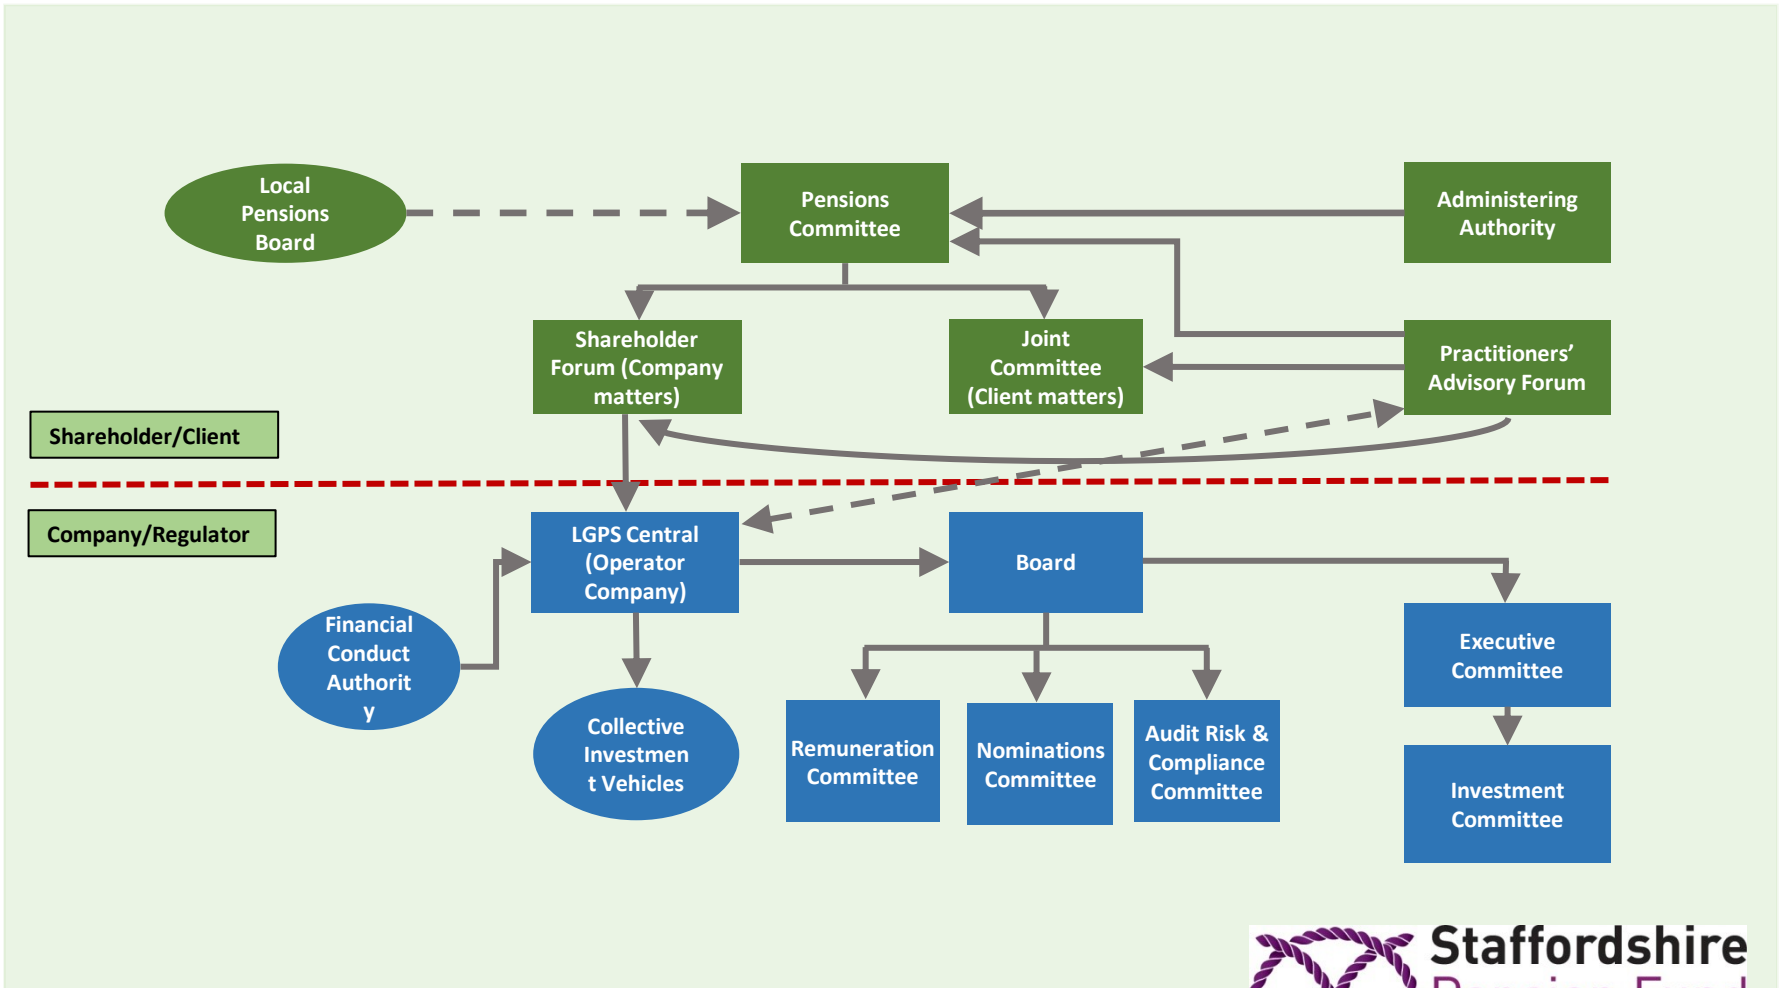 Local
Pensions
Board
Pensions
Committee
Administering
Authority
Shareholder
Forum (Company
matters)
Joint
Committee
(Client matters)
Practitioners’
Advisory Forum
Shareholder/Client
Company/Regulator
LGPS Central
(Operator
Company)
Board
Financial
Conduct
Authorit
y
Executive
Committee
Collective
Investmen
t Vehicles
Remuneration
Committee
Nominations
Committee
Audit Risk &
Compliance
Committee
Investment
Committee
Staffordshire
Pension Fund